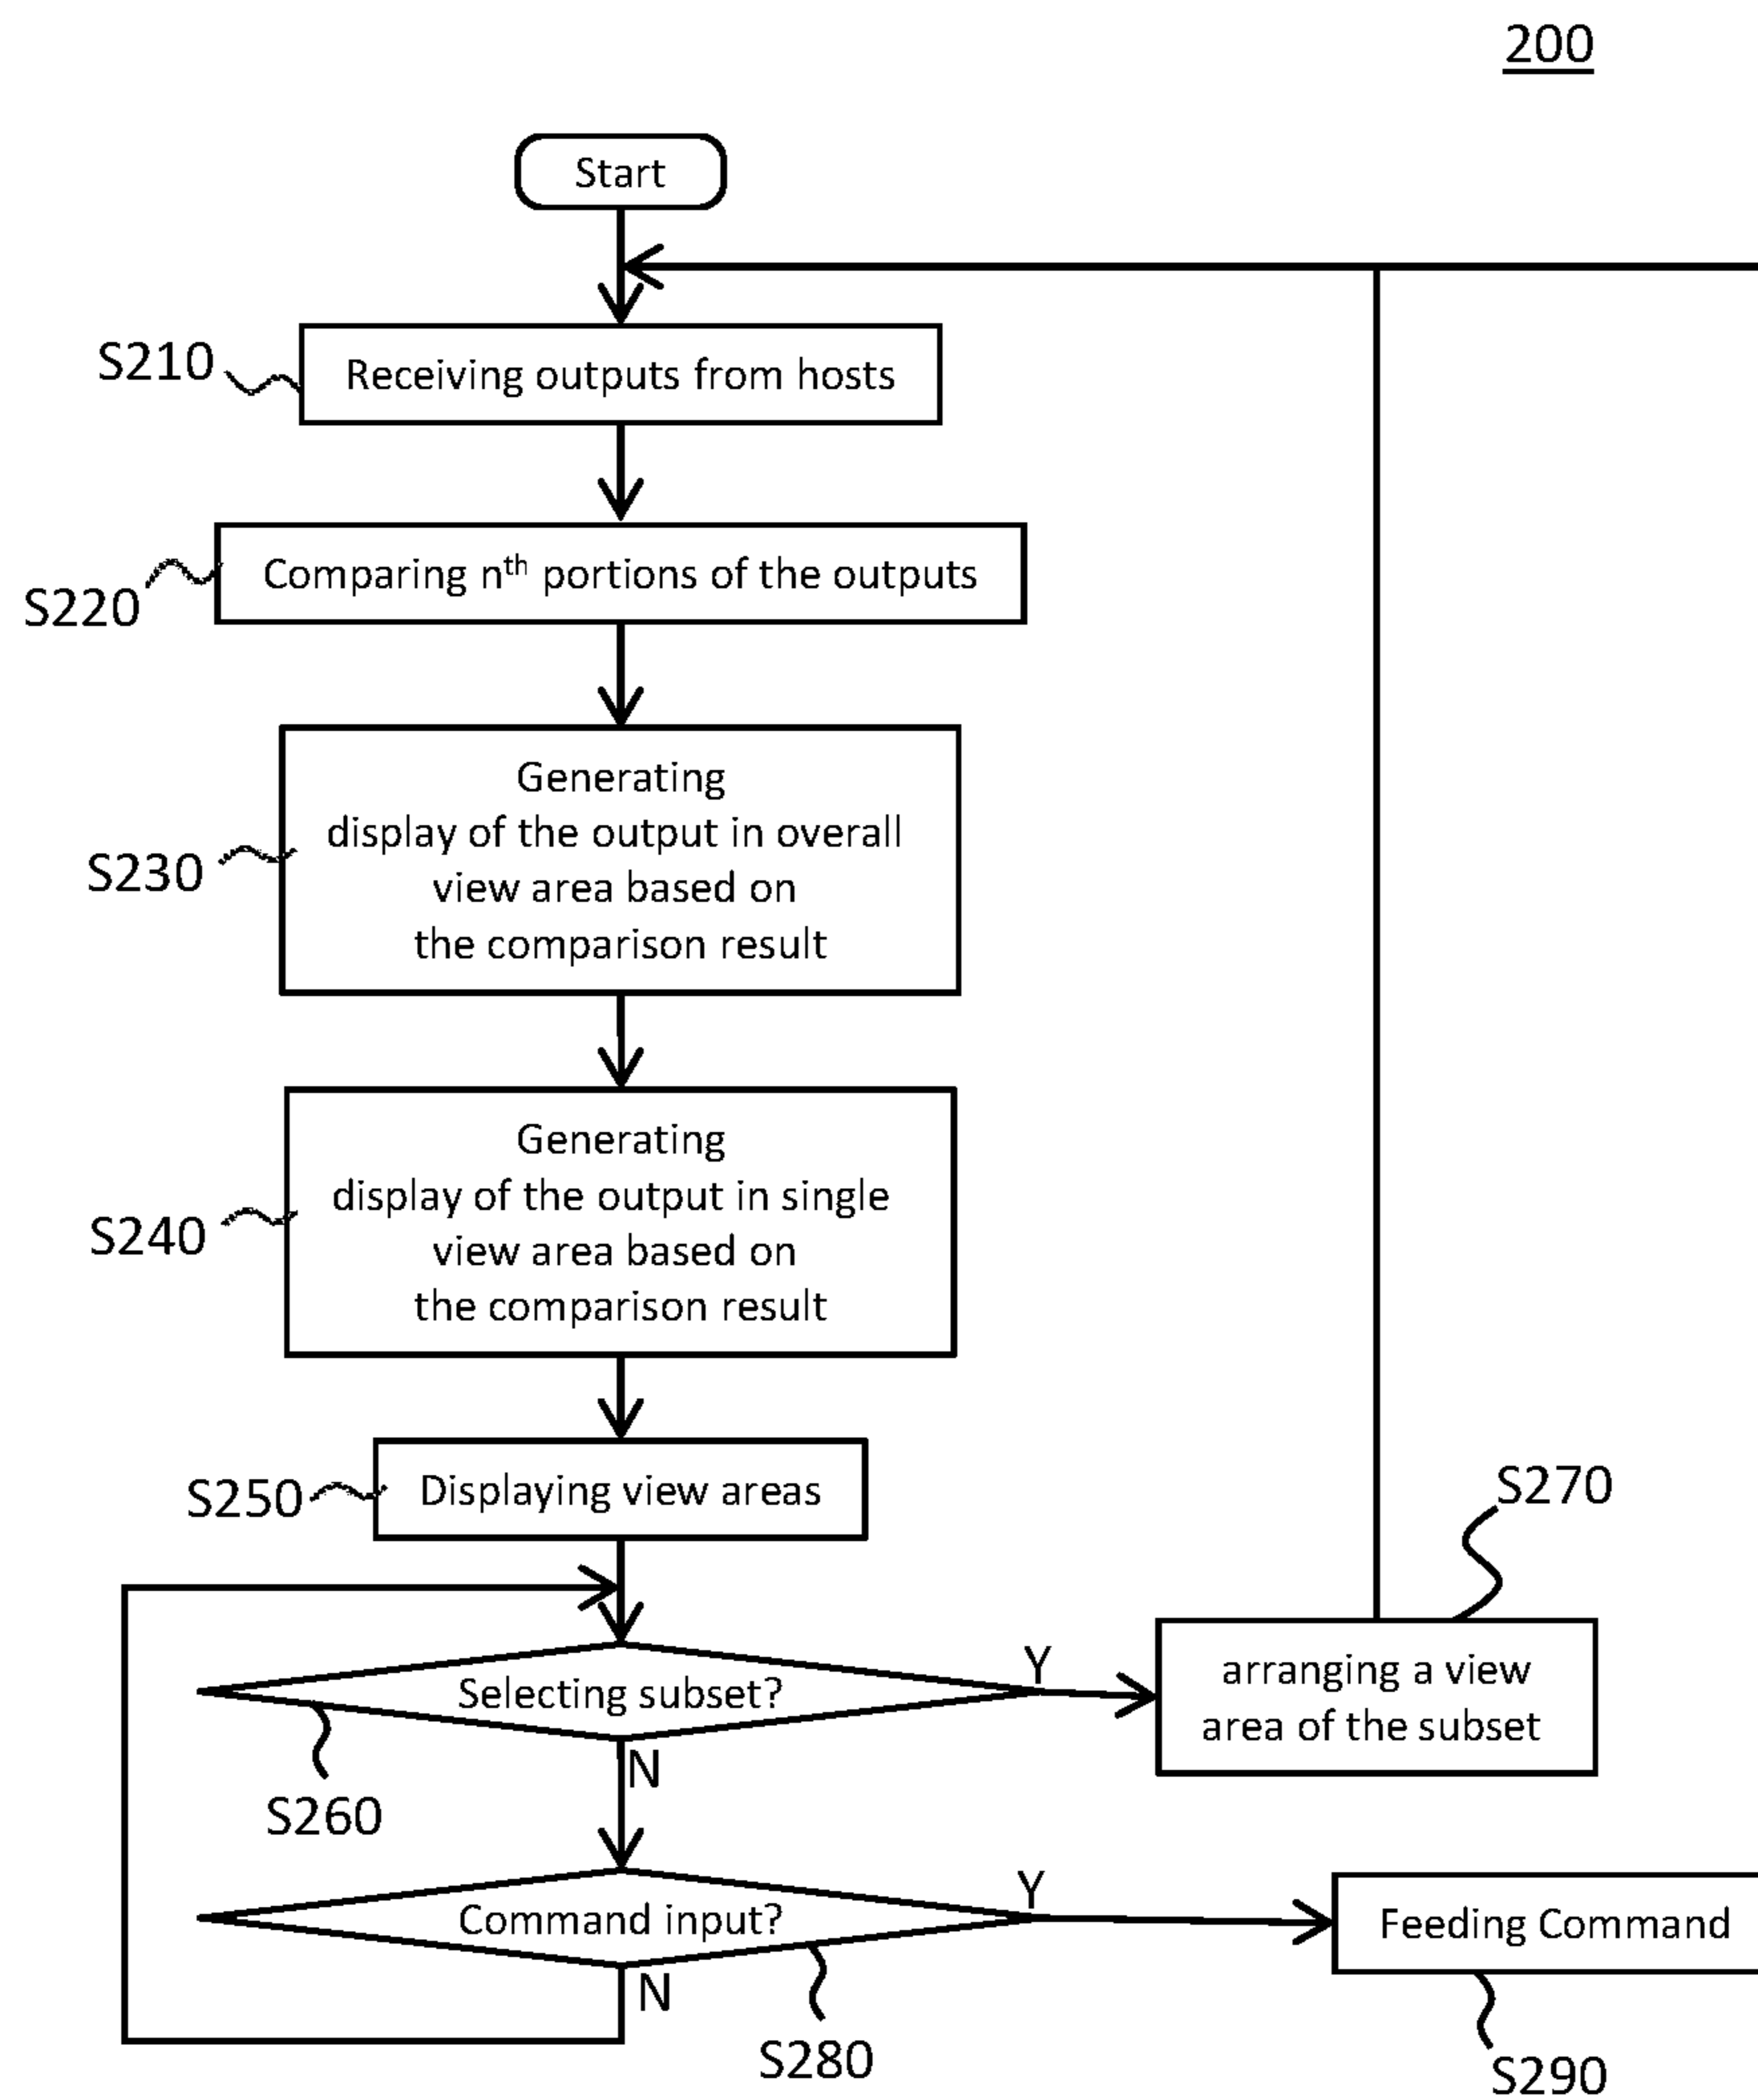 200
Start
S210
Receiving outputs from hosts
S220
Comparing nth portions of the outputs
S230
Generating
display of the output in overall
view area based on
the comparison result
S240
Generating
display of the output in single
view area based on
the comparison result
S250
Displaying view areas
S270
Selecting subset?
Y
arranging a view
area of the subset
N
S260
Command input?
Y
Feeding Command
N
S280
S290